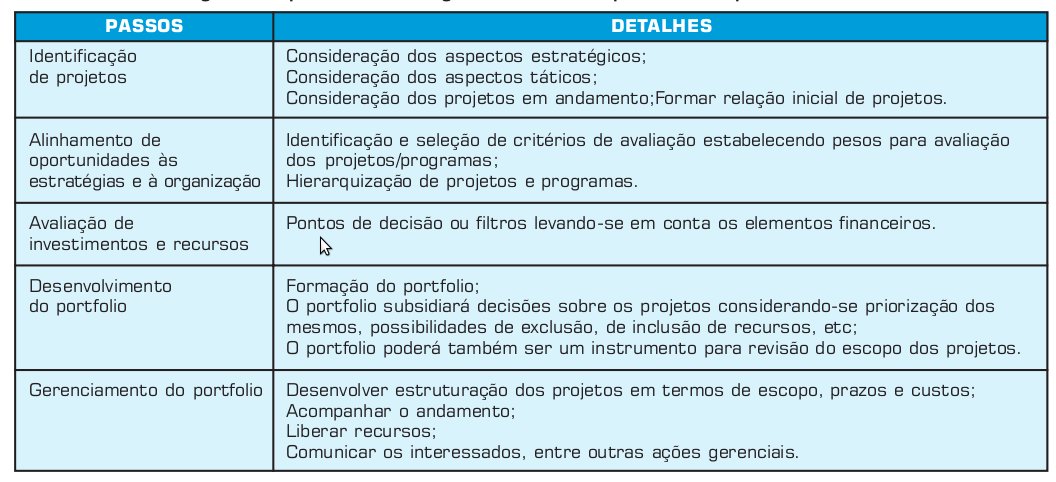 PASSOS
DETALHES
Identificação
de projetos
Consideração dos aspectos estratégicos;
Consideração dos aspectos táticos;
Consideração dos projetos em andamento;Formar relação inicial de projetos.
Alinhamento de
oportunidades às
estratégias e à organização
Identificação e seleção de critérios de avaliação estabelecendo pesos para avaliação
dos projetos/programas;
Hierarquização de projetos e programas.
Avaliação de
investimentos e recursos
Pontos de decisão ou filtros levando-se em conta os elementos financeiros.
Desenvolvimento
do portfolio
Formação do portfolio;
O portfolio subsidiará decisões sobre os projetos considerando-se priorização dos
mesmos, possibilidades de exclusão, de inclusão de recursos, etc;
O portfolio poderá também ser um instrumento para revisão do escopo dos projetos.
Gerenciamento do portfolio
Desenvolver estruturação dos projetos em termos de escopo, prazos e custos;
Acompanhar o andamento;
Liberar recursos;
Comunicar os interessados, entre outras ações gerenciais.